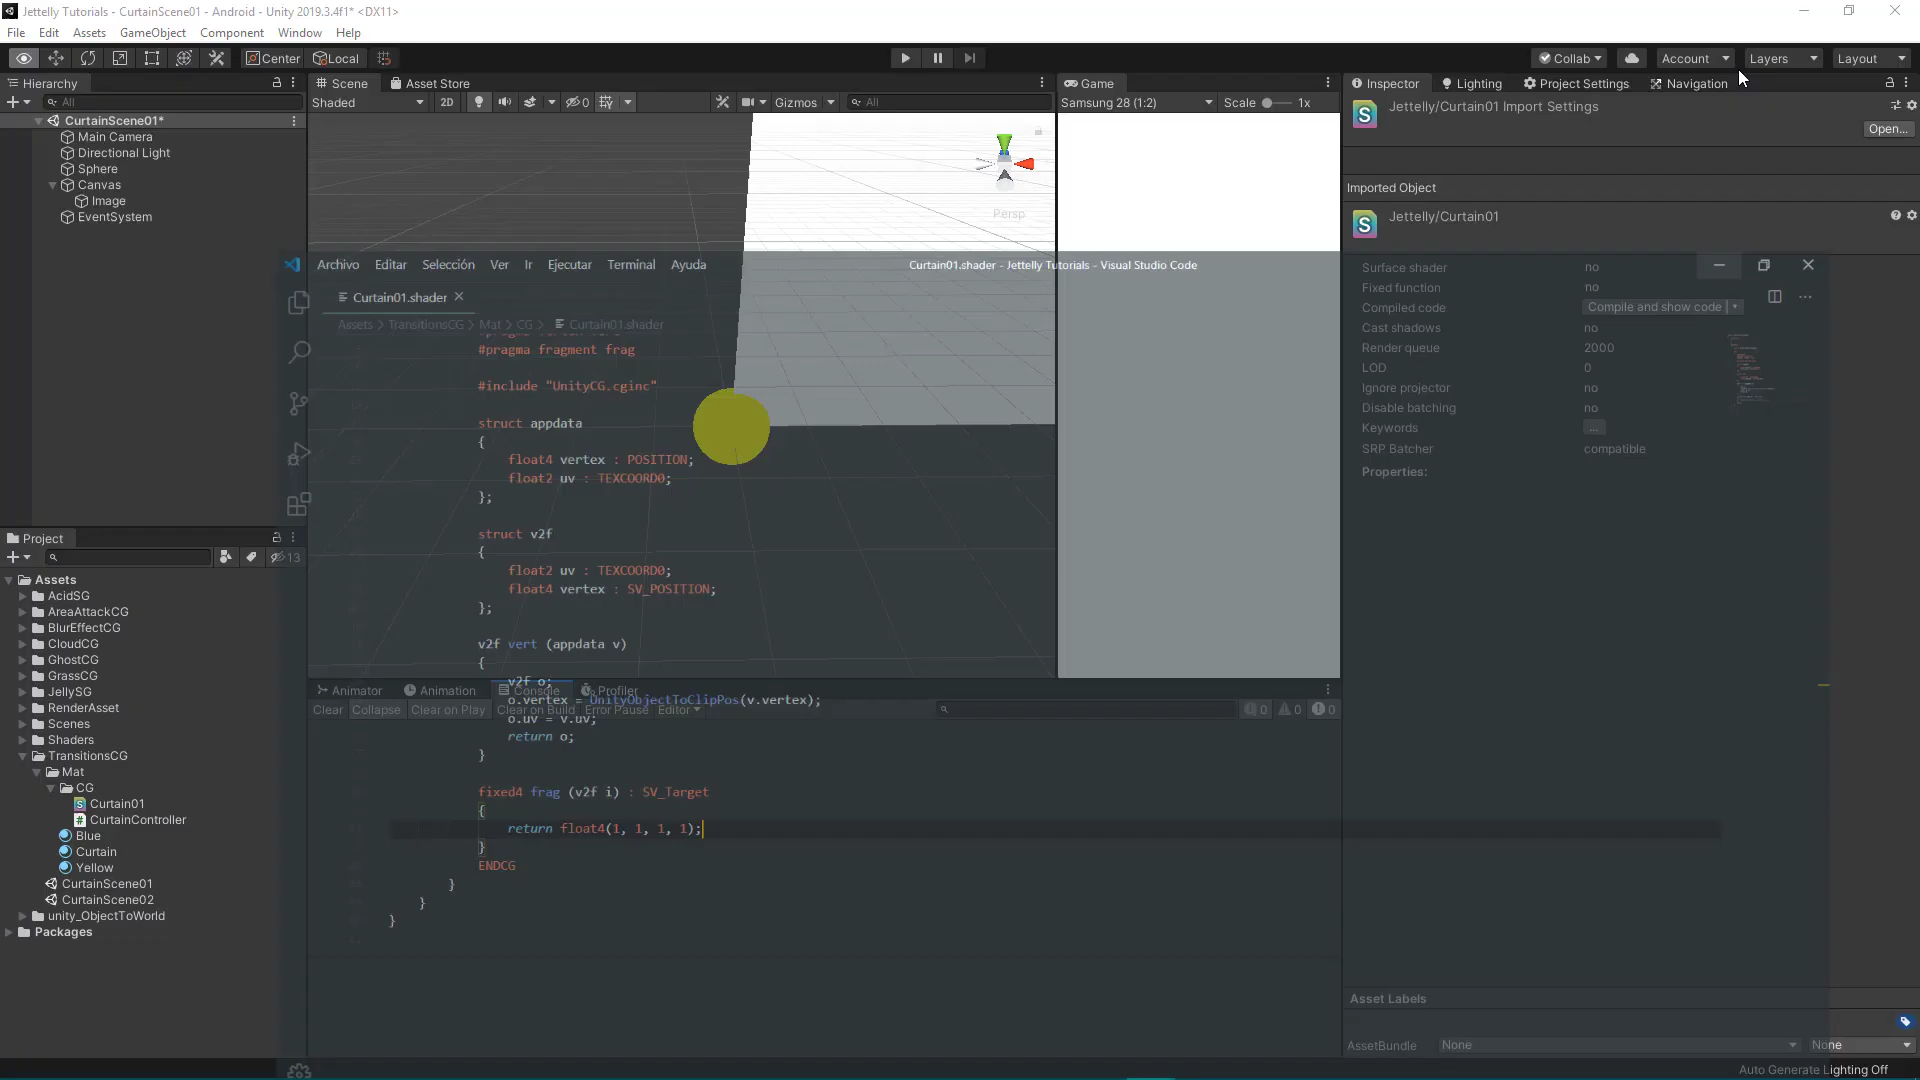 Jettelly Tutorials - CurtainScene01 - Android - Unity 2019.3.4f1* <DX11>
File Edit Assets GameObject Component Window Help
Center Local Collab Account Layers Layout
Hierarchy
All
CurtainScene01*
Main Camera
Directional Light
Sphere
Canvas
Image
EventSystem
Scene Asset Store
Shaded 2D 0 Gizmos All
Persp
Game
Samsung 28 (1:2) Scale 1x
Inspector Lighting Project Settings Navigation
Jettelly/Curtain01 Import Settings
Open...
Imported Object
Jettelly/Curtain01
Surface shader no
Fixed function no
Compiled code Compile and show code
Cast shadows no
Render queue 2000
LOD 0
Ignore projector no
Disable batching no
Keywords ...
SRP Batcher compatible
Properties:
Archivo Editar Selección Ver Ir Ejecutar Terminal Ayuda
Curtain01.shader - Jettelly Tutorials - Visual Studio Code
Curtain01.shader
Assets > TransitionsCG > Mat > CG > Curtain01.shader
#pragma fragment frag
#include "UnityCG.cginc"
struct appdata
{
float4 vertex : POSITION;
float2 uv : TEXCOORD0;
};
struct v2f
{
float2 uv : TEXCOORD0;
float4 vertex : SV_POSITION;
};
v2f vert (appdata v)
{
v2f o;
o.vertex = UnityObjectToClipPos(v.vertex);
o.uv = v.uv;
return o;
}
fixed4 frag (v2f i) : SV_Target
{
return float4(1, 1, 1, 1);
}
ENDCG
}
}
}
Animator Animation Console Profiler
Clear Collapse Clear on Play Clear on Build Error Pause Editor 0 0 0
Project
13
Assets
AcidSG
AreaAttackCG
BlurEffectCG
CloudCG
GhostCG
GrassCG
JellySG
RenderAsset
Scenes
Shaders
TransitionsCG
Mat
CG
Curtain01
CurtainController
Blue
Curtain
Yellow
CurtainScene01
CurtainScene02
unity_ObjectToWorld
Packages
Asset Labels
AssetBundle None None
Auto Generate Lighting Off